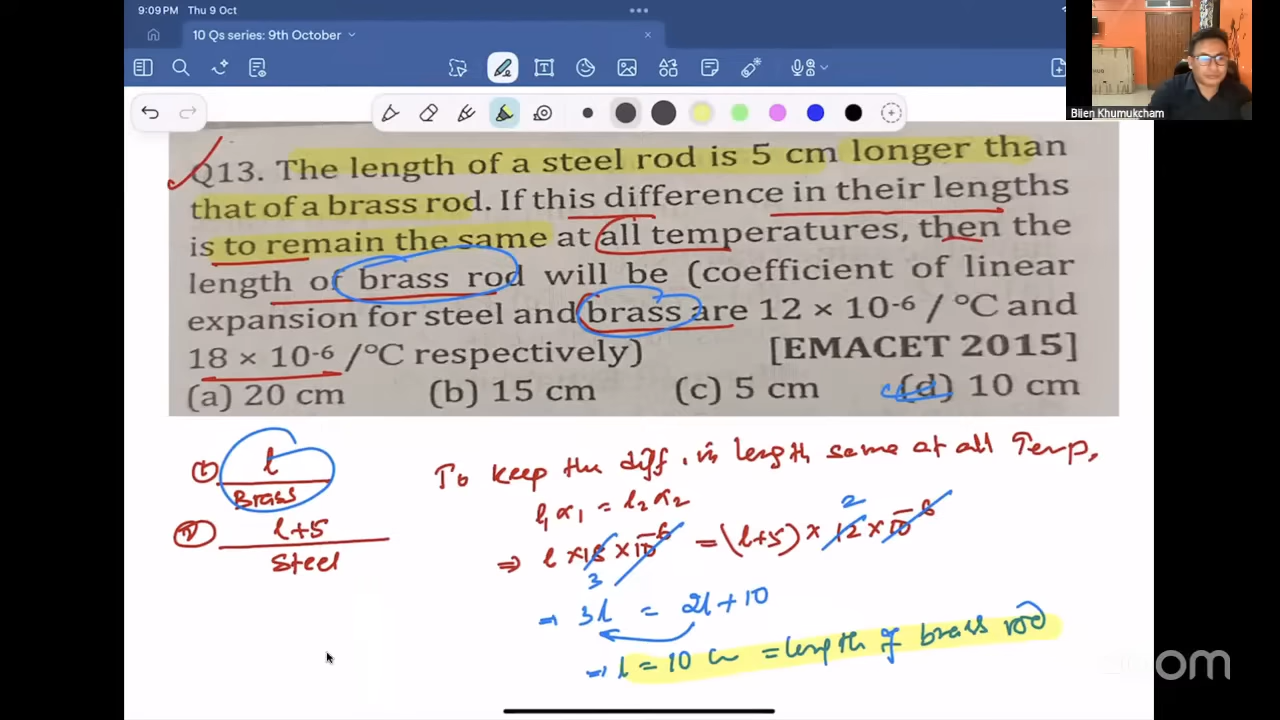 9:09 PM Thu 9 Oct
10 Qs series: 9th October
Bijen Khumukcham
Q13. The length of a steel rod is 5 cm longer than
that of a brass rod. If this difference in their lengths
is to remain the same at all temperatures, then the
length of brass rod will be (coefficient of linear
expansion for steel and brass are 12 × 10-6 / °C and
18 × 10-6 /°C respectively) [EMACET 2015]
(a) 20 cm (b) 15 cm (c) 5 cm (d) 10 cm
(i) l
Brass
(ii) l+5
Steel
To keep the diff. in length same at all Temp,
l₁α₁ = l₂α₂
⇒ l × 18 × 10⁻⁶ = (l+5) × 12 × 10⁻⁶
3 2
⇒ 3l = 2l + 10
⇒ l = 10 cm = length of brass rod
zoom